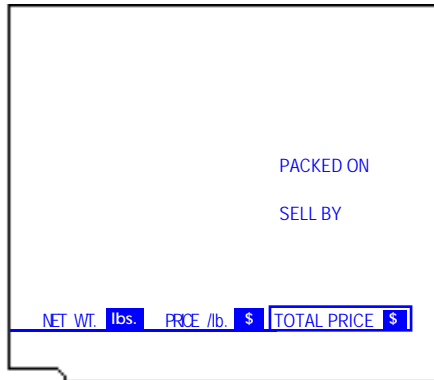 PACKED ON
SELL BY
NET WT. lbs. PRICE /lb. $ TOTAL PRICE $